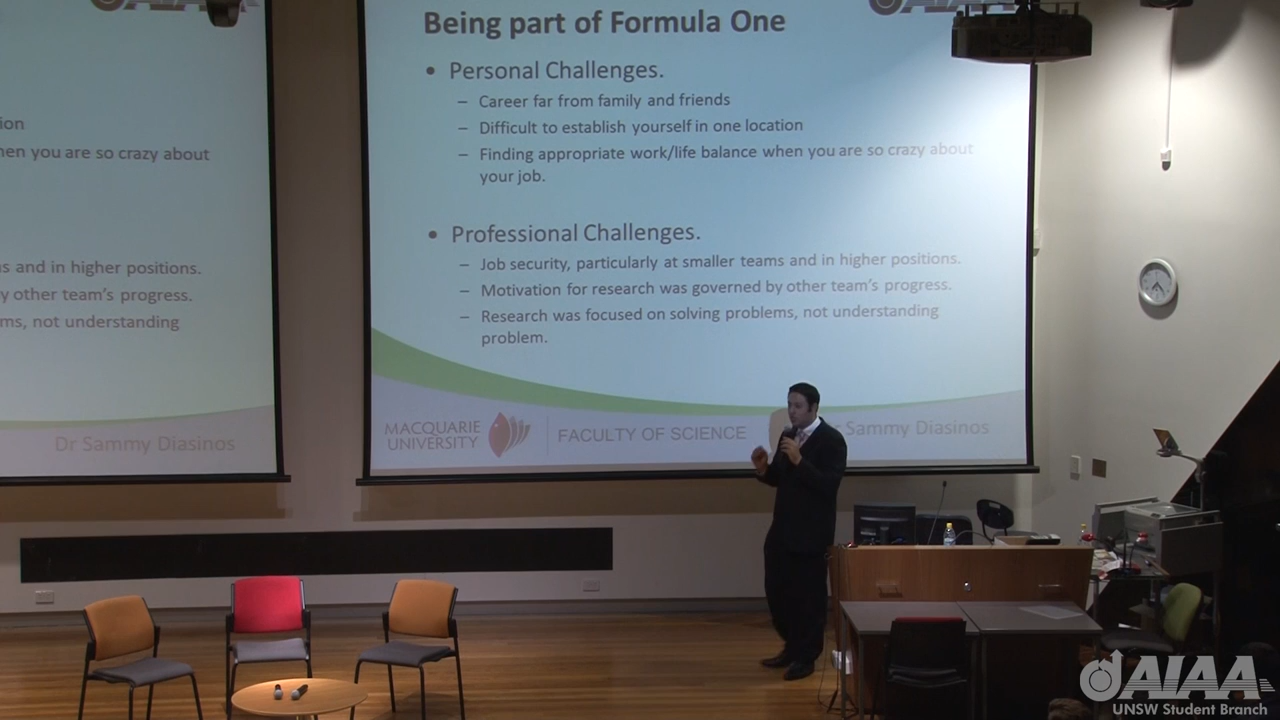 AIAA
Being part of Formula One
• Personal Challenges.
– Career far from family and friends
– Difficult to establish yourself in one location
– Finding appropriate work/life balance when you are so crazy about
your job.
• Professional Challenges.
– Job security, particularly at smaller teams and in higher positions.
– Motivation for research was governed by other team's progress.
– Research was focused on solving problems, not understanding
problem.
MACQUARIE
UNIVERSITY
FACULTY OF SCIENCE
Sammy Diasinos
when you are so crazy about
and in higher positions.
other team's progress.
not understanding
Dr Sammy Diasinos
AIAA
UNSW Student Branch